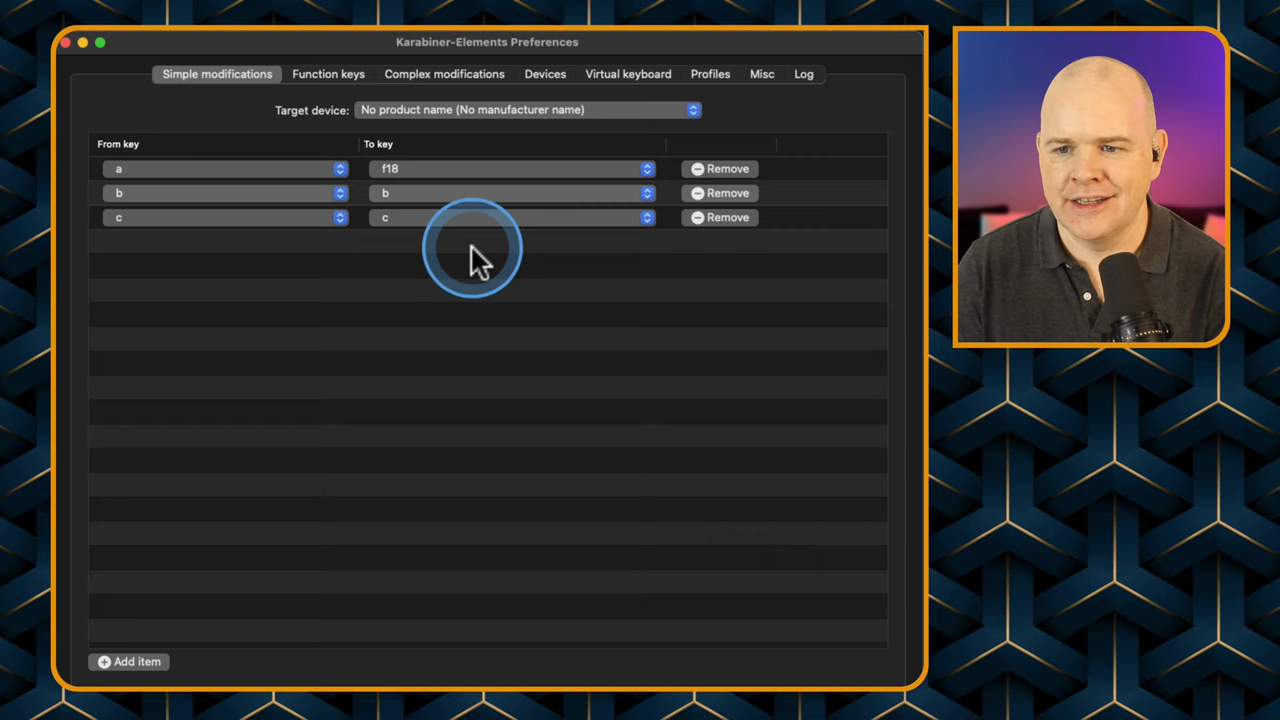 Karabiner-Elements Preferences
Simple modifications Function keys Complex modifications Devices Virtual keyboard Profiles Misc Log
Target device: No product name (No manufacturer name)
From key To key
a f18 Remove
b b Remove
c c Remove
Add item